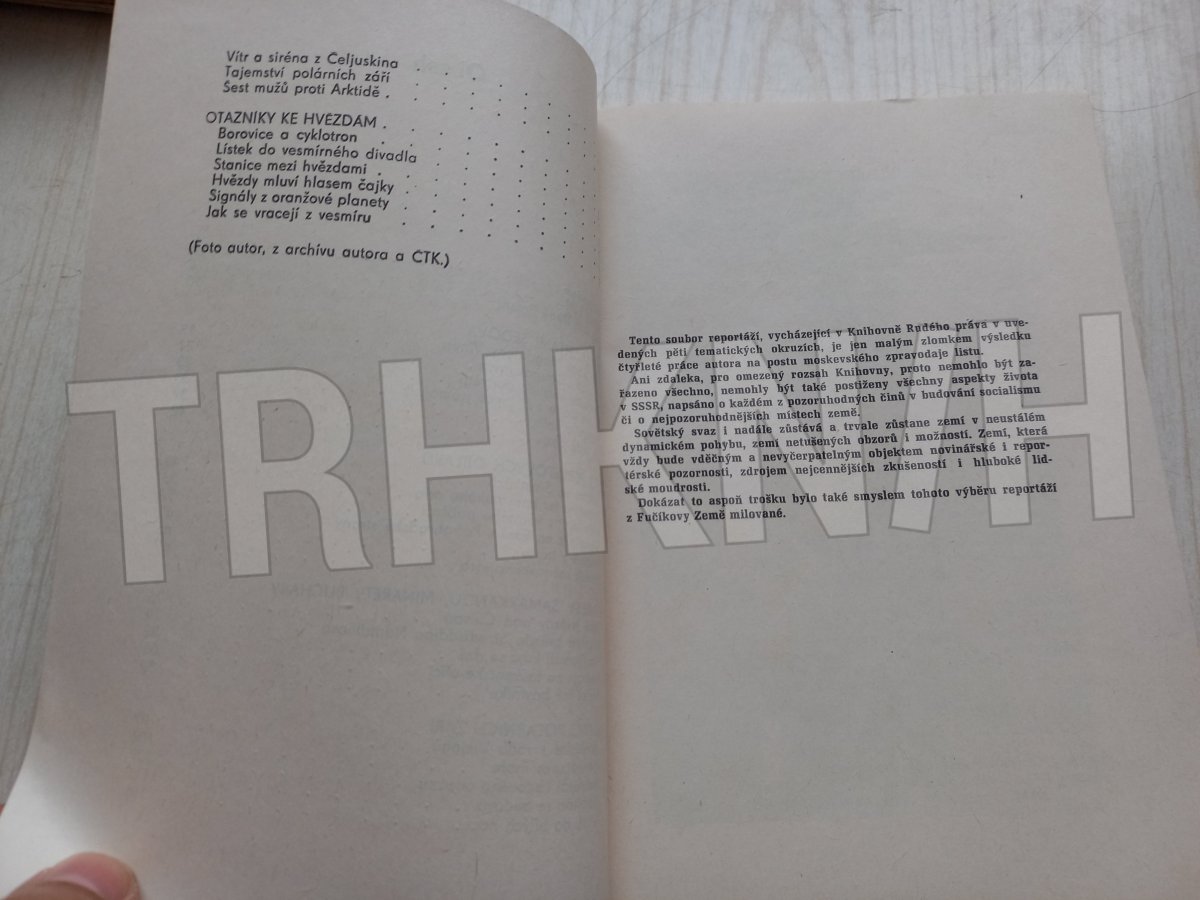 Vítr a siréna z Čeljuskina
Tajemství polárních září
Šest mužů proti Arktidě
OTAZNÍKY KE HVĚZDÁM
Borovice a cyklotron
Lístek do vesmírného divadla
Stanice mezi hvězdami
Hvězdy mluví hlasem čajky
Signály z oranžové planety
Jak se vracejí z vesmíru
(Foto autor, z archívu autora a ČTK.)
Tento soubor reportáží, vycházející v Knihovně Rudého práva v uve-
dených pěti tematických okruzích, je jen malým zlomkem výsledku
čtyřleté práce autora na postu moskevského zpravodaje listu.
Ani zdaleka, pro omezený rozsah Knihovny, proto nemohlo být za-
řazeno všechno, nemohly být také postiženy všechny aspekty života
v SSSR, napsáno o každém z pozoruhodných činů v budování socialismu
či o nejpozoruhodnějších místech země.
Sovětský svaz i nadále zůstává a trvale zůstane zemí v neustálém
dynamickém pohybu, zemí netušených obzorů i možností. Zemí, která
vždy bude vděčným a nevyčerpatelným objektem novinářské i repor-
térské pozornosti, zdrojem nejcennějších zkušeností i hluboké lid-
ské moudrosti.
Dokázat to aspoň trošku bylo také smyslem tohoto výběru reportáží
z Fučíkovy Země milované.
TRHKNIH